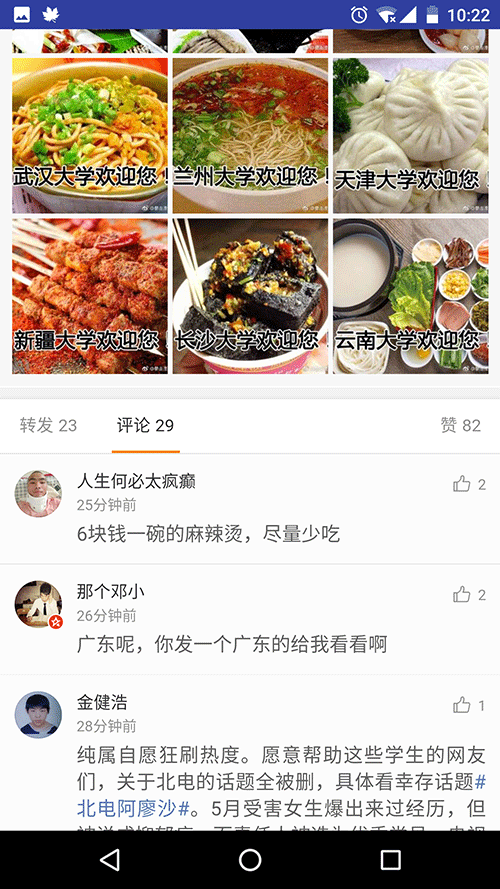 10:22
武汉大学欢迎您！
兰州大学欢迎您！
天津大学欢迎您！
新疆大学欢迎您！
长沙大学欢迎您！
云南大学欢迎您！
转发 23
评论 29
赞 82
人生何必太疯癫
2
25分钟前
6块钱一碗的麻辣烫，尽量少吃
那个邓小
2
26分钟前
广东呢，你发一个广东的给我看看啊
金健浩
1
28分钟前
纯属自愿狂刷热度。愿意帮助这些学生的网友
们，关于北电的话题全被删，具体看幸存话题#
北电阿廖沙#。5月受害女生爆出来过经历，但